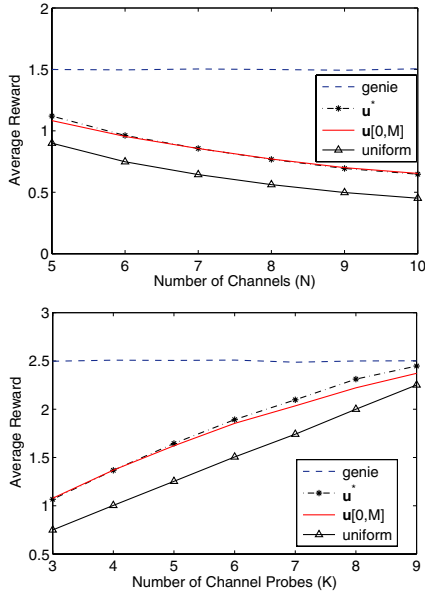 2
1.5
1
0.5
0
Average Reward
genie
u*
u[0,M]
uniform
5 6 7 8 9 10
Number of Channels (N)
3
2.5
2
1.5
1
0.5
Average Reward
genie
u*
u[0,M]
uniform
3 4 5 6 7 8 9
Number of Channel Probes (K)